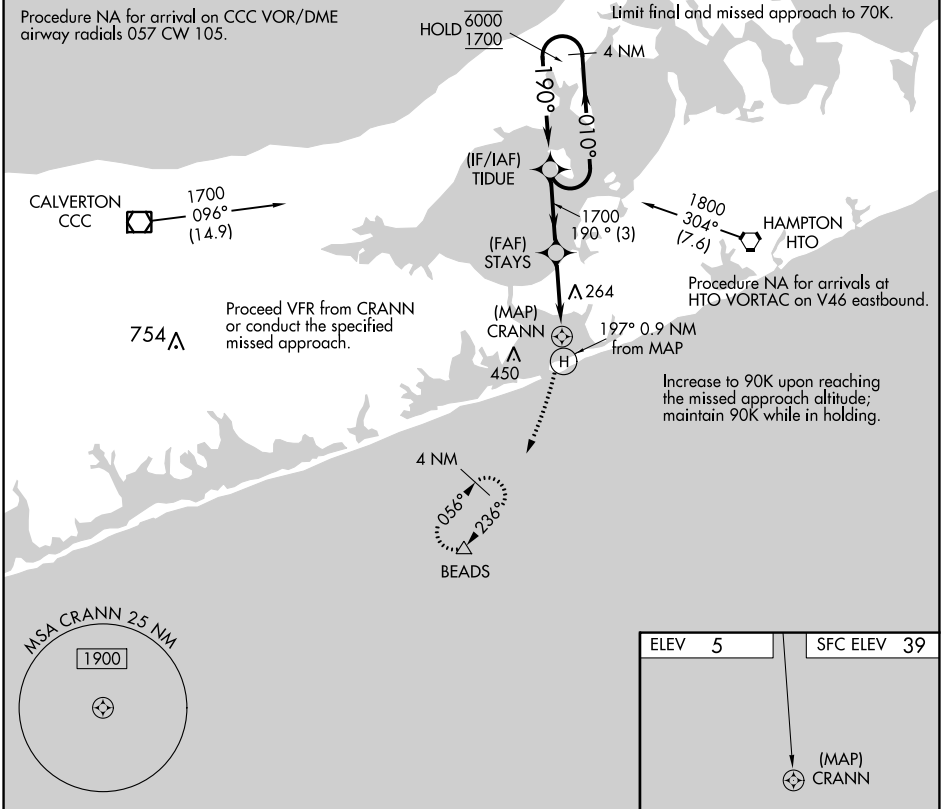 Procedure NA for arrival on CCC VOR/DME
airway radials 057 CW 105.
HOLD 6000
1700
Limit final and missed approach to 70K.
4 NM
190°
010°
(IF/IAF)
TIDUE
CALVERTON
CCC
1700
096°
(14.9)
1700
190° (3)
1800
304°
(7.6)
HAMPTON
HTO
(FAF)
STAYS
Procedure NA for arrivals at
HTO VORTAC on V46 eastbound.
264
Proceed VFR from CRANN
or conduct the specified
missed approach.
754
(MAP)
CRANN
197° 0.9 NM
from MAP
H
450
Increase to 90K upon reaching
the missed approach altitude;
maintain 90K while in holding.
4 NM
056°
236°
BEADS
MSA CRANN 25 NM
1900
ELEV 5
SFC ELEV 39
(MAP)
CRANN